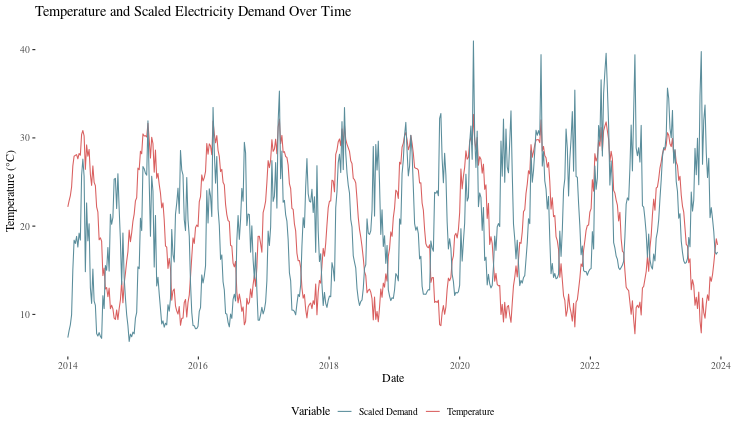 Temperature and Scaled Electricity Demand Over Time
Temperature (°C)
40
30
20
10
2014 2016 2018 2020 2022 2024
Date
Variable Scaled Demand Temperature